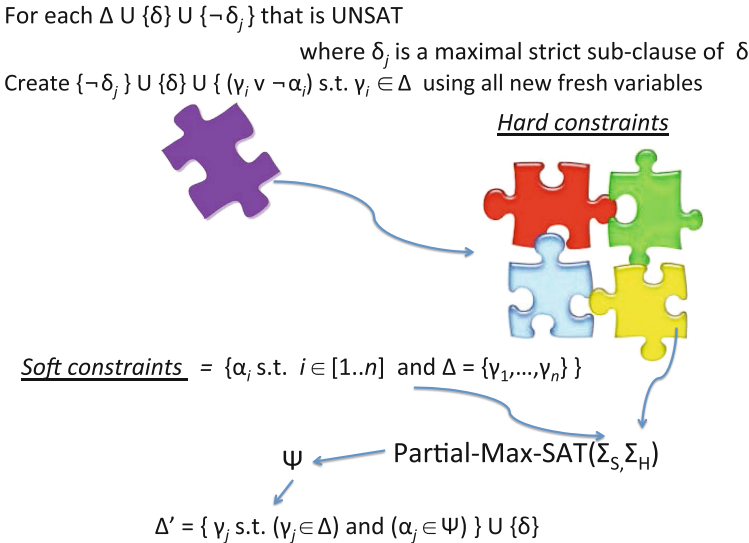 For each Δ U {δ} U {¬δj} that is UNSAT
where δj is a maximal strict sub-clause of δ
Create {¬δj} U {δ} U { (γi v ¬αi) s.t. γi ∈ Δ using all new fresh variables
Hard constraints
Soft constraints = {αi s.t. i ∈ [1..n] and Δ = {γ1,...,γn} }
Ψ
Partial-Max-SAT(ΣS,ΣH)
Δ’ = { γj s.t. (γj ∈ Δ) and (αj ∈ Ψ) } U {δ}